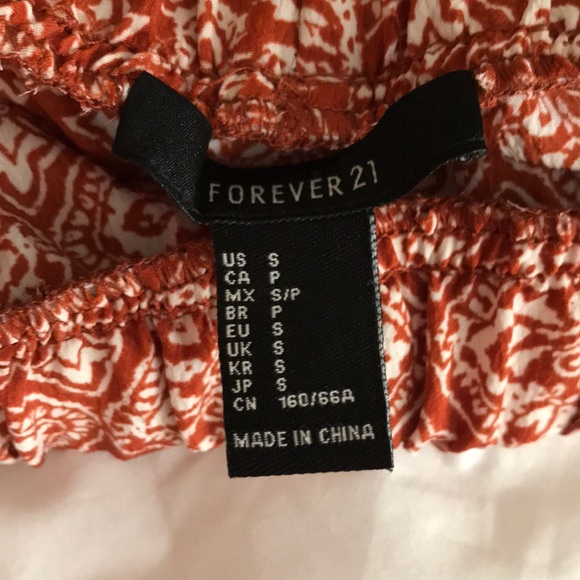 FOREVER 21
US S
CA P
MX S/P
BR P
EU S
UK S
KR S
JP S
CN 160/66A
MADE IN CHINA